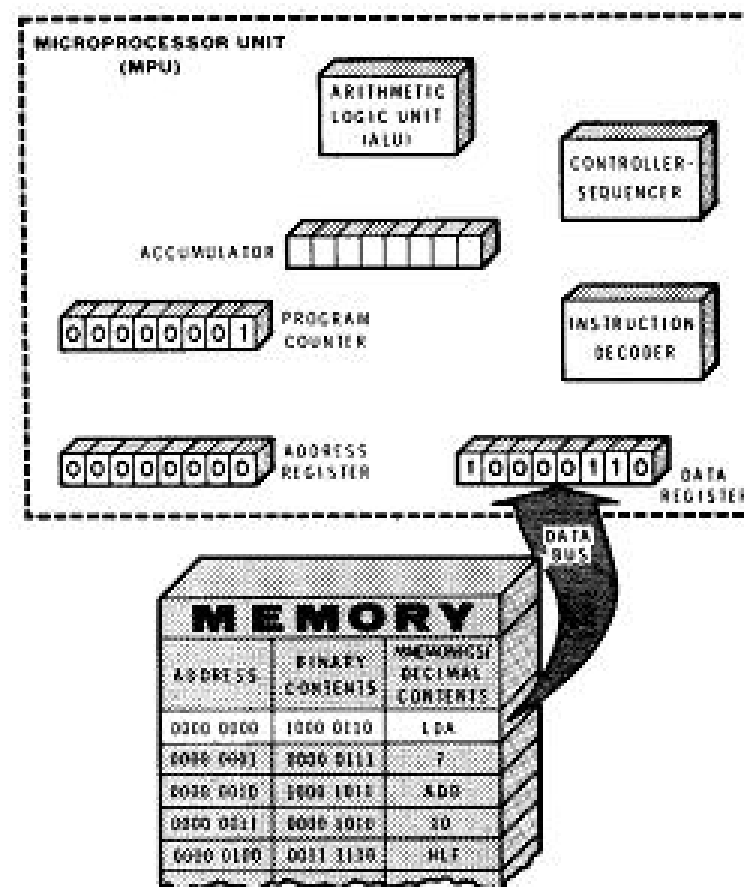 MICROPROCESSOR UNIT
(MPU)
ARITHMETIC
LOGIC UNIT
(ALU)
CONTROLLER-
SEQUENCER
ACCUMULATOR
0 0 0 0 0 0 0 1
PROGRAM
COUNTER
INSTRUCTION
DECODER
0 0 0 0 0 0 0 0
ADDRESS
REGISTER
1 0 0 0 0 1 1 0
DATA
REGISTER
DATA
BUS
MEMORY
ADDRESS
BINARY
CONTENTS
MNEMONICS/
DECIMAL
CONTENTS
0000 0000 1000 0110 LDA
0000 0001 0000 0111 7
0000 0010 1000 1011 ADD
0000 0011 0000 1010 10
0000 0100 0011 1110 HLT